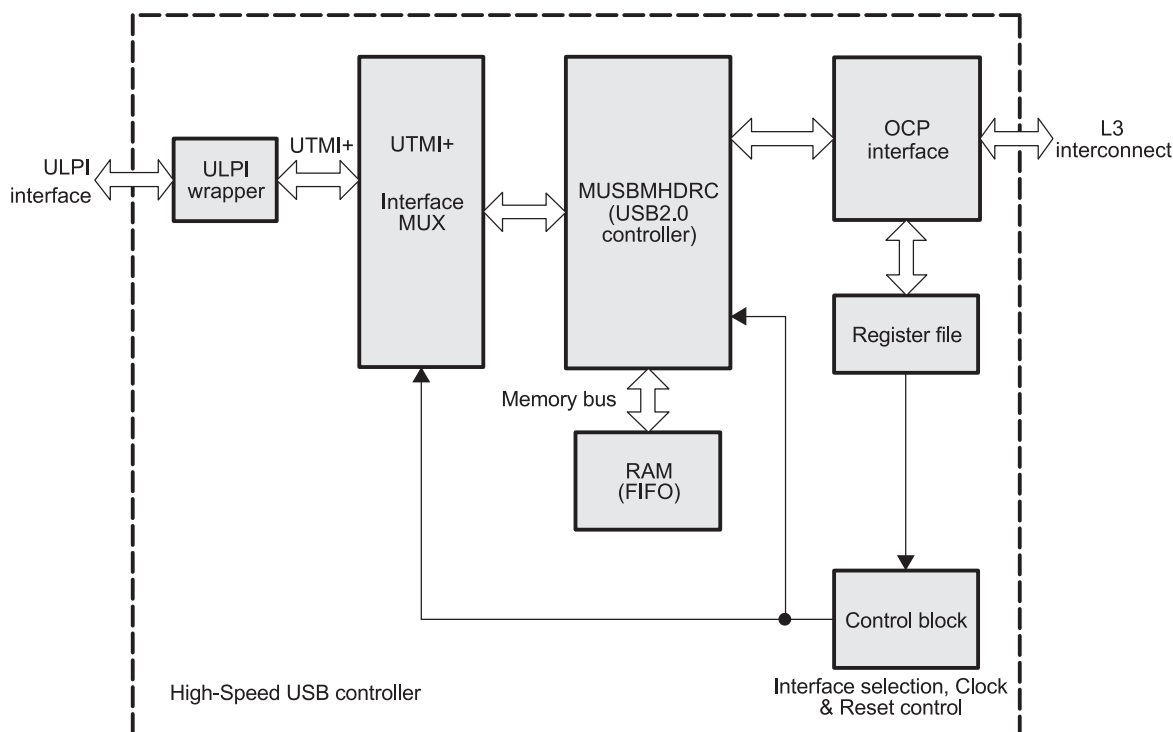 ULPI
interface
ULPI
wrapper
UTMI+
UTMI+
Interface
MUX
MUSBMHDRC
(USB2.0
controller)
OCP
interface
L3
interconnect
Register file
Memory bus
RAM
(FIFO)
Control block
High-Speed USB controller
Interface selection, Clock
& Reset control